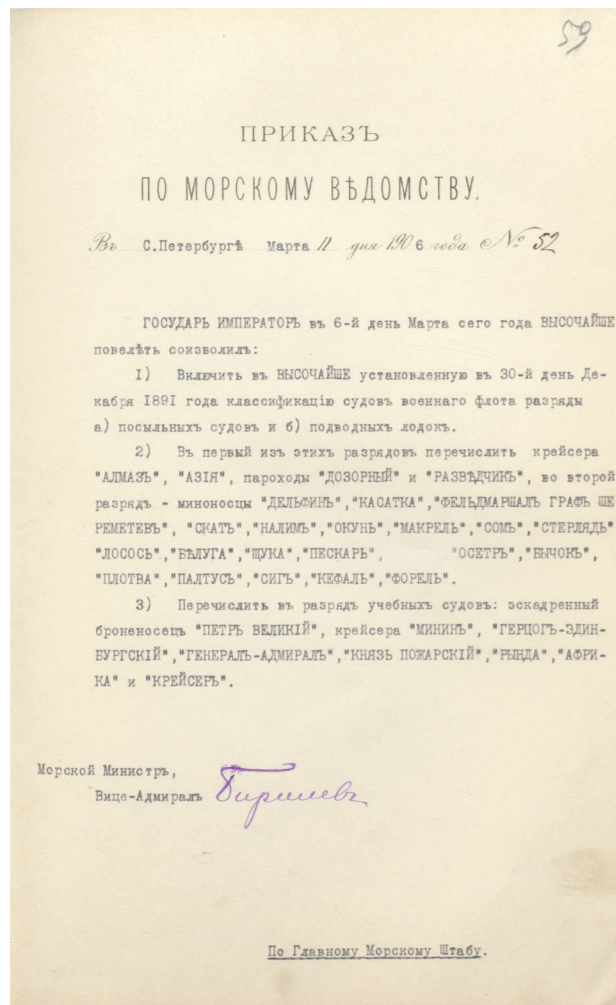 59
ПРИКАЗЪ
ПО МОРСКОМУ ВѢДОМСТВУ.
Въ С.Петербургѣ Марта 11 дня 1906 года № 52
ГОСУДАРЬ ИМПЕРАТОРЪ въ 6-й день Марта сего года ВЫСОЧАЙШЕ
повелѣть соизволилъ:
I) Включить въ ВЫСОЧАЙШЕ установленную въ 30-й день Де-
кабря I89I года классификацію судовъ военнаго флота разряды
а) посыльныхъ судовъ и б) подводныхъ лодокъ.
2) Въ первый изъ этихъ разрядовъ перечислить крейсера
"АЛМАЗЪ", "АЗІЯ", пароходы "ДОЗОРНЫЙ" и "РАЗВѢДЧИКЪ", во второй
разрядъ - миноносцы "ДЕЛЬФИНЪ","КАСАТКА","ФЕЛЬДМАРШАЛЪ ГРАФЪ ШЕ
РЕМЕТЕВЪ", "СКАТЪ","НАЛИМЪ","ОКУНЬ","МАКРЕЛЬ","СОМЪ","СТЕРЛЯДЬ"
"ЛОСОСЬ","БѢЛУГА","ЩУКА","ПЕСКАРЬ", "ОСЕТРЪ","БЫЧОКЪ",
"ПЛОТВА","ПАЛТУСЪ","СИГЪ","КЕФАЛЬ","ФОРЕЛЬ".
3) Перечислить въ разрядъ учебныхъ судовъ: эскадренный
броненосецъ "ПЕТРЪ ВЕЛИКІЙ", крейсера "МИНИНЪ", "ГЕРЦОГЪ-ЭДИН-
БУРГСКІЙ","ГЕНЕРАЛЪ-АДМИРАЛЪ","КНЯЗЬ ПОЖАРСКІЙ","РЫНДА","АФРИ-
КА" и "КРЕЙСЕРЪ".
Морской Министръ,
Вице-Адмиралъ Бирилевъ
По Главному Морскому Штабу.